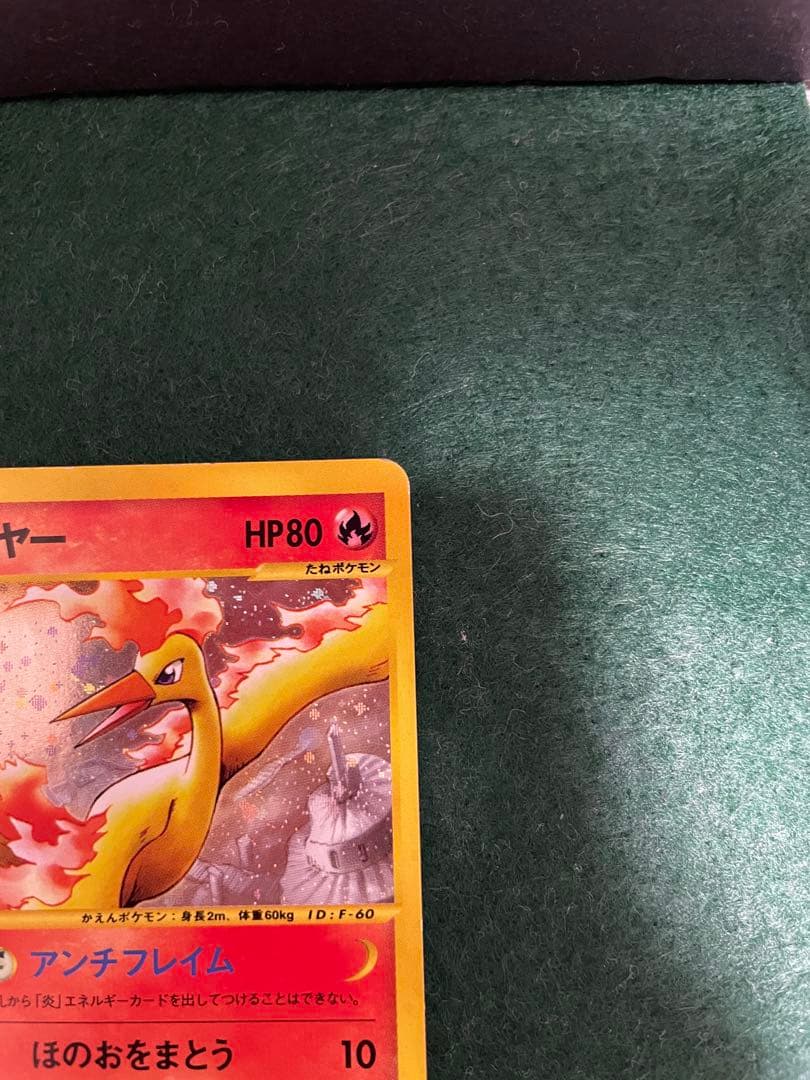 ヤー HP80
たねポケモン
かえんポケモン：身長2m、体重60kg ID:F-60
アンチフレイム
から「炎」エネルギーカードを出してつけることはできない。
ほのおをまとう 10